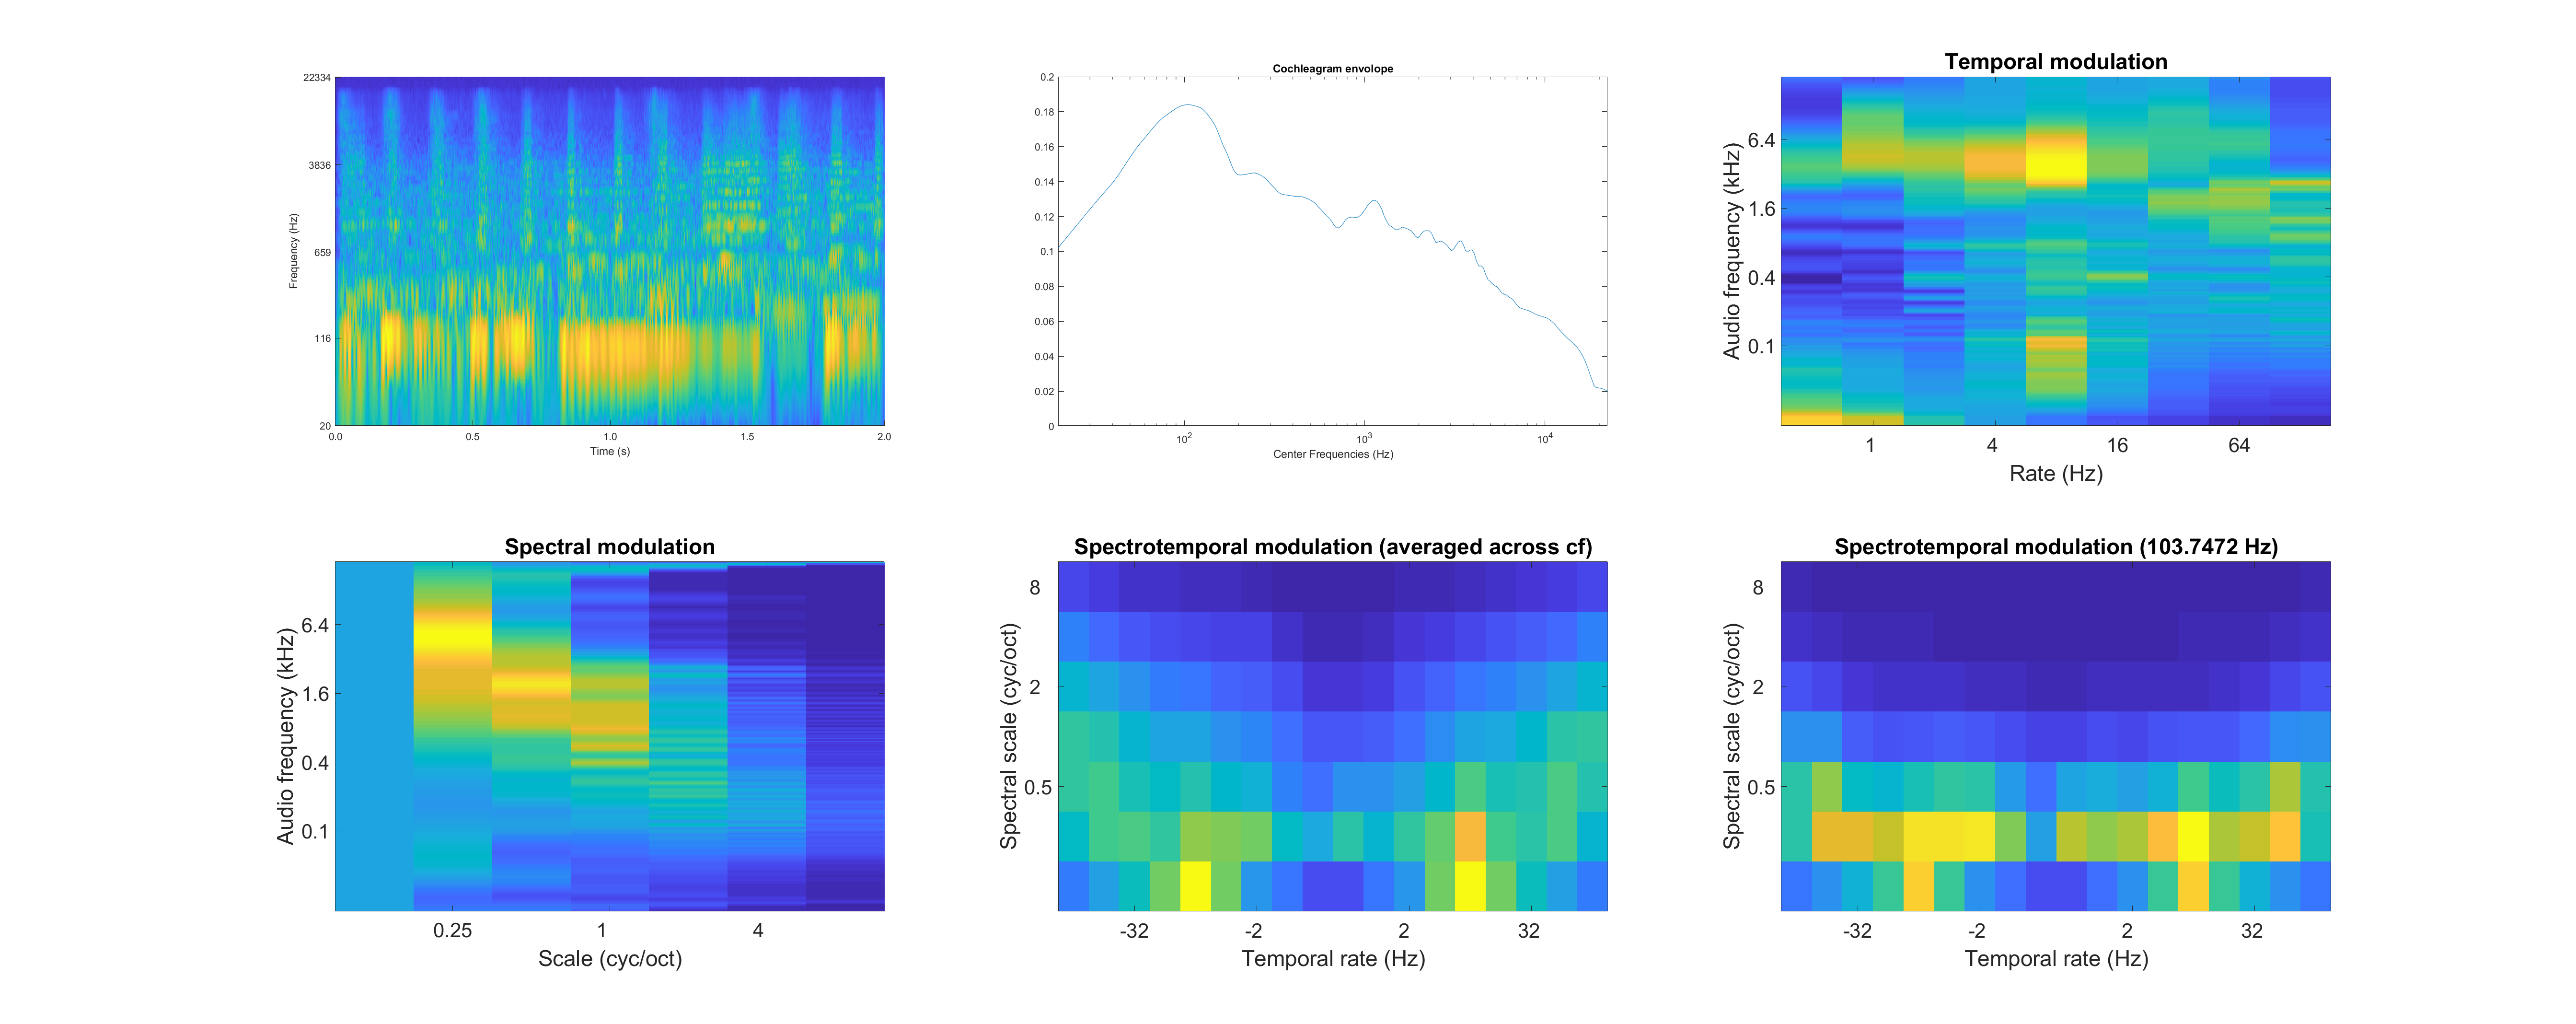 22334
3836
659
116
20
Frequency (Hz)
0.0 0.5 1.0 1.5 2.0
Time (s)
Cochleagram envolope
0.2
0.18
0.16
0.14
0.12
0.1
0.08
0.06
0.04
0.02
0
10² 10³ 10⁴
Center Frequencies (Hz)
Temporal modulation
6.4
1.6
0.4
0.1
Audio frequency (kHz)
1 4 16 64
Rate (Hz)
Spectral modulation
6.4
1.6
0.4
0.1
Audio frequency (kHz)
0.25 1 4
Scale (cyc/oct)
Spectrotemporal modulation (averaged across cf)
8
2
0.5
Spectral scale (cyc/oct)
-32 -2 2 32
Temporal rate (Hz)
Spectrotemporal modulation (103.7472 Hz)
8
2
0.5
Spectral scale (cyc/oct)
-32 -2 2 32
Temporal rate (Hz)